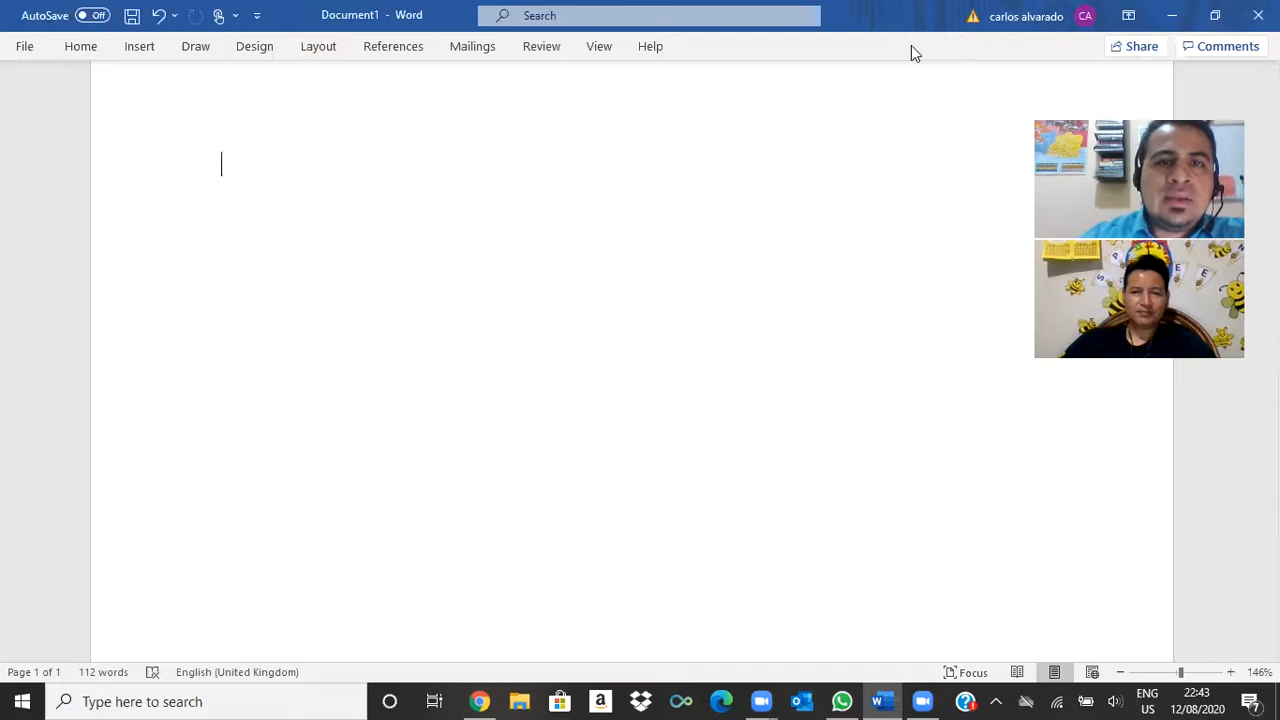 AutoSave Off Document1 - Word Search carlos alvarado CA
File Home Insert Draw Design Layout References Mailings Review View Help Share Comments
S P
E E
Page 1 of 1 112 words English (United Kingdom) Focus 146%
Type here to search ENG 22:43
US 12/08/2020 7